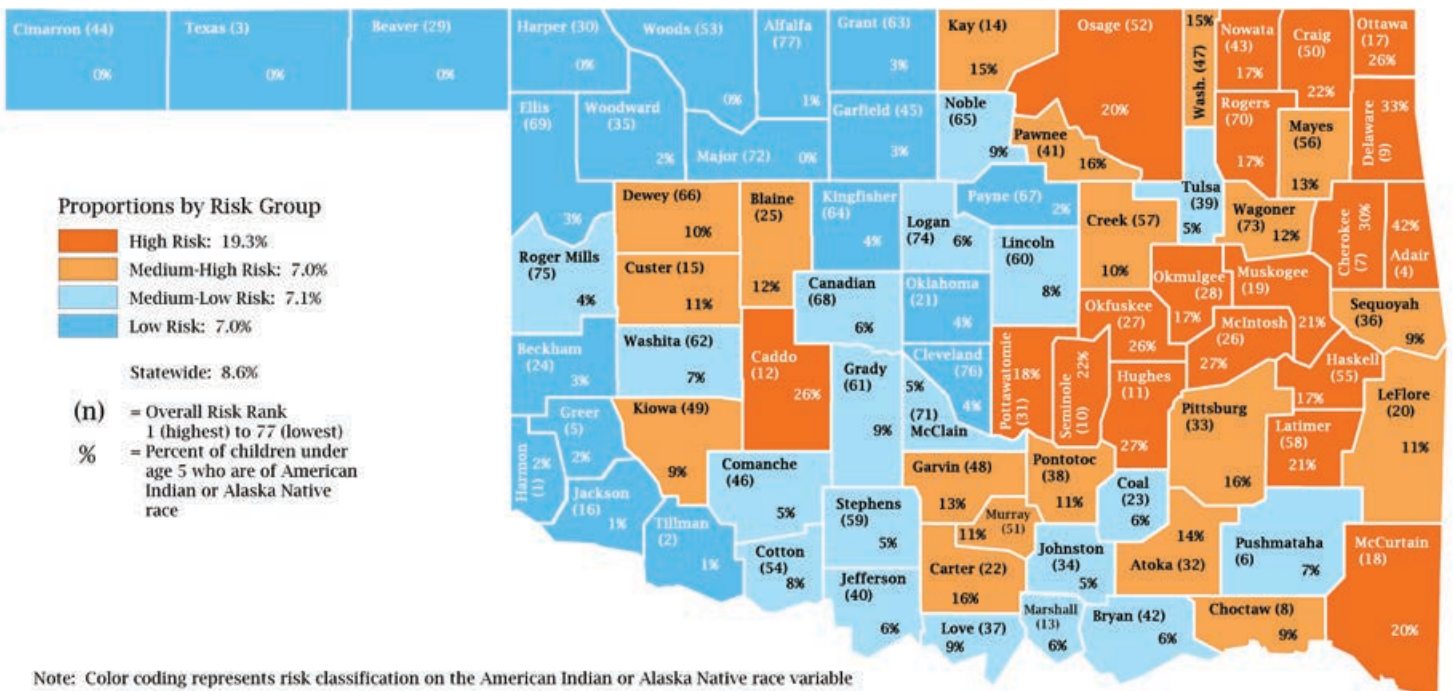 Cimarron (44)
0%
Texas (3)
0%
Beaver (29)
0%
Harper (30)
0%
Woods (53)
0%
Alfalfa
(77)
1%
Grant (63)
3%
Kay (14)
15%
Osage (52)
20%
15%
Wash. (47)
Nowata
(43)
17%
Craig
(50)
22%
Ottawa
(17)
26%
Ellis
(69)
3%
Woodward
(35)
2%
Major (72)
0%
Garfield (45)
3%
Noble
(65)
9%
Pawnee
(41)
16%
Rogers
(70)
17%
Mayes
(56)
13%
Delaware
(9)
33%
Dewey (66)
10%
Blaine
(25)
12%
Kingfisher
(64)
4%
Logan
(74)
6%
Payne (67)
2%
Creek (57)
10%
Tulsa
(39)
5%
Wagoner
(73)
12%
Cherokee
(7)
30%
42%
Adair
(4)
Roger Mills
(75)
4%
Custer (15)
11%
Canadian
(68)
6%
Oklahoma
(21)
4%
Lincoln
(60)
8%
Okmulgee
(28)
17%
Muskogee
(19)
21%
Sequoyah
(36)
9%
Beckham
(24)
3%
Washita (62)
7%
Caddo
(12)
26%
Grady
(61)
9%
Cleveland
(76)
4%
5%
(71)
McClain
Pottawatomie
(31)
18%
Seminole
(10)
22%
Okfuskee
(27)
26%
McIntosh
(26)
27%
Hughes
(11)
27%
Haskell
(55)
17%
LeFlore
(20)
11%
Greer
(5)
2%
Kiowa (49)
9%
Harmon
(1)
2%
Jackson
(16)
1%
Tillman
(2)
1%
Comanche
(46)
5%
Stephens
(59)
5%
Garvin (48)
13%
Pontotoc
(38)
11%
Pittsburg
(33)
16%
Latimer
(58)
21%
Coal
(23)
6%
Murray
(51)
11%
Cotton
(54)
8%
Jefferson
(40)
6%
Carter (22)
16%
Johnston
(34)
5%
14%
Atoka (32)
Pushmataha
(6)
7%
McCurtain
(18)
20%
Love (37)
9%
Marshall
(13)
6%
Bryan (42)
6%
Choctaw (8)
9%
Proportions by Risk Group
High Risk: 19.3%
Medium-High Risk: 7.0%
Medium-Low Risk: 7.1%
Low Risk: 7.0%
Statewide: 8.6%
(n) = Overall Risk Rank
1 (highest) to 77 (lowest)
% = Percent of children under
age 5 who are of American
Indian or Alaska Native
race
Note: Color coding represents risk classification on the American Indian or Alaska Native race variable